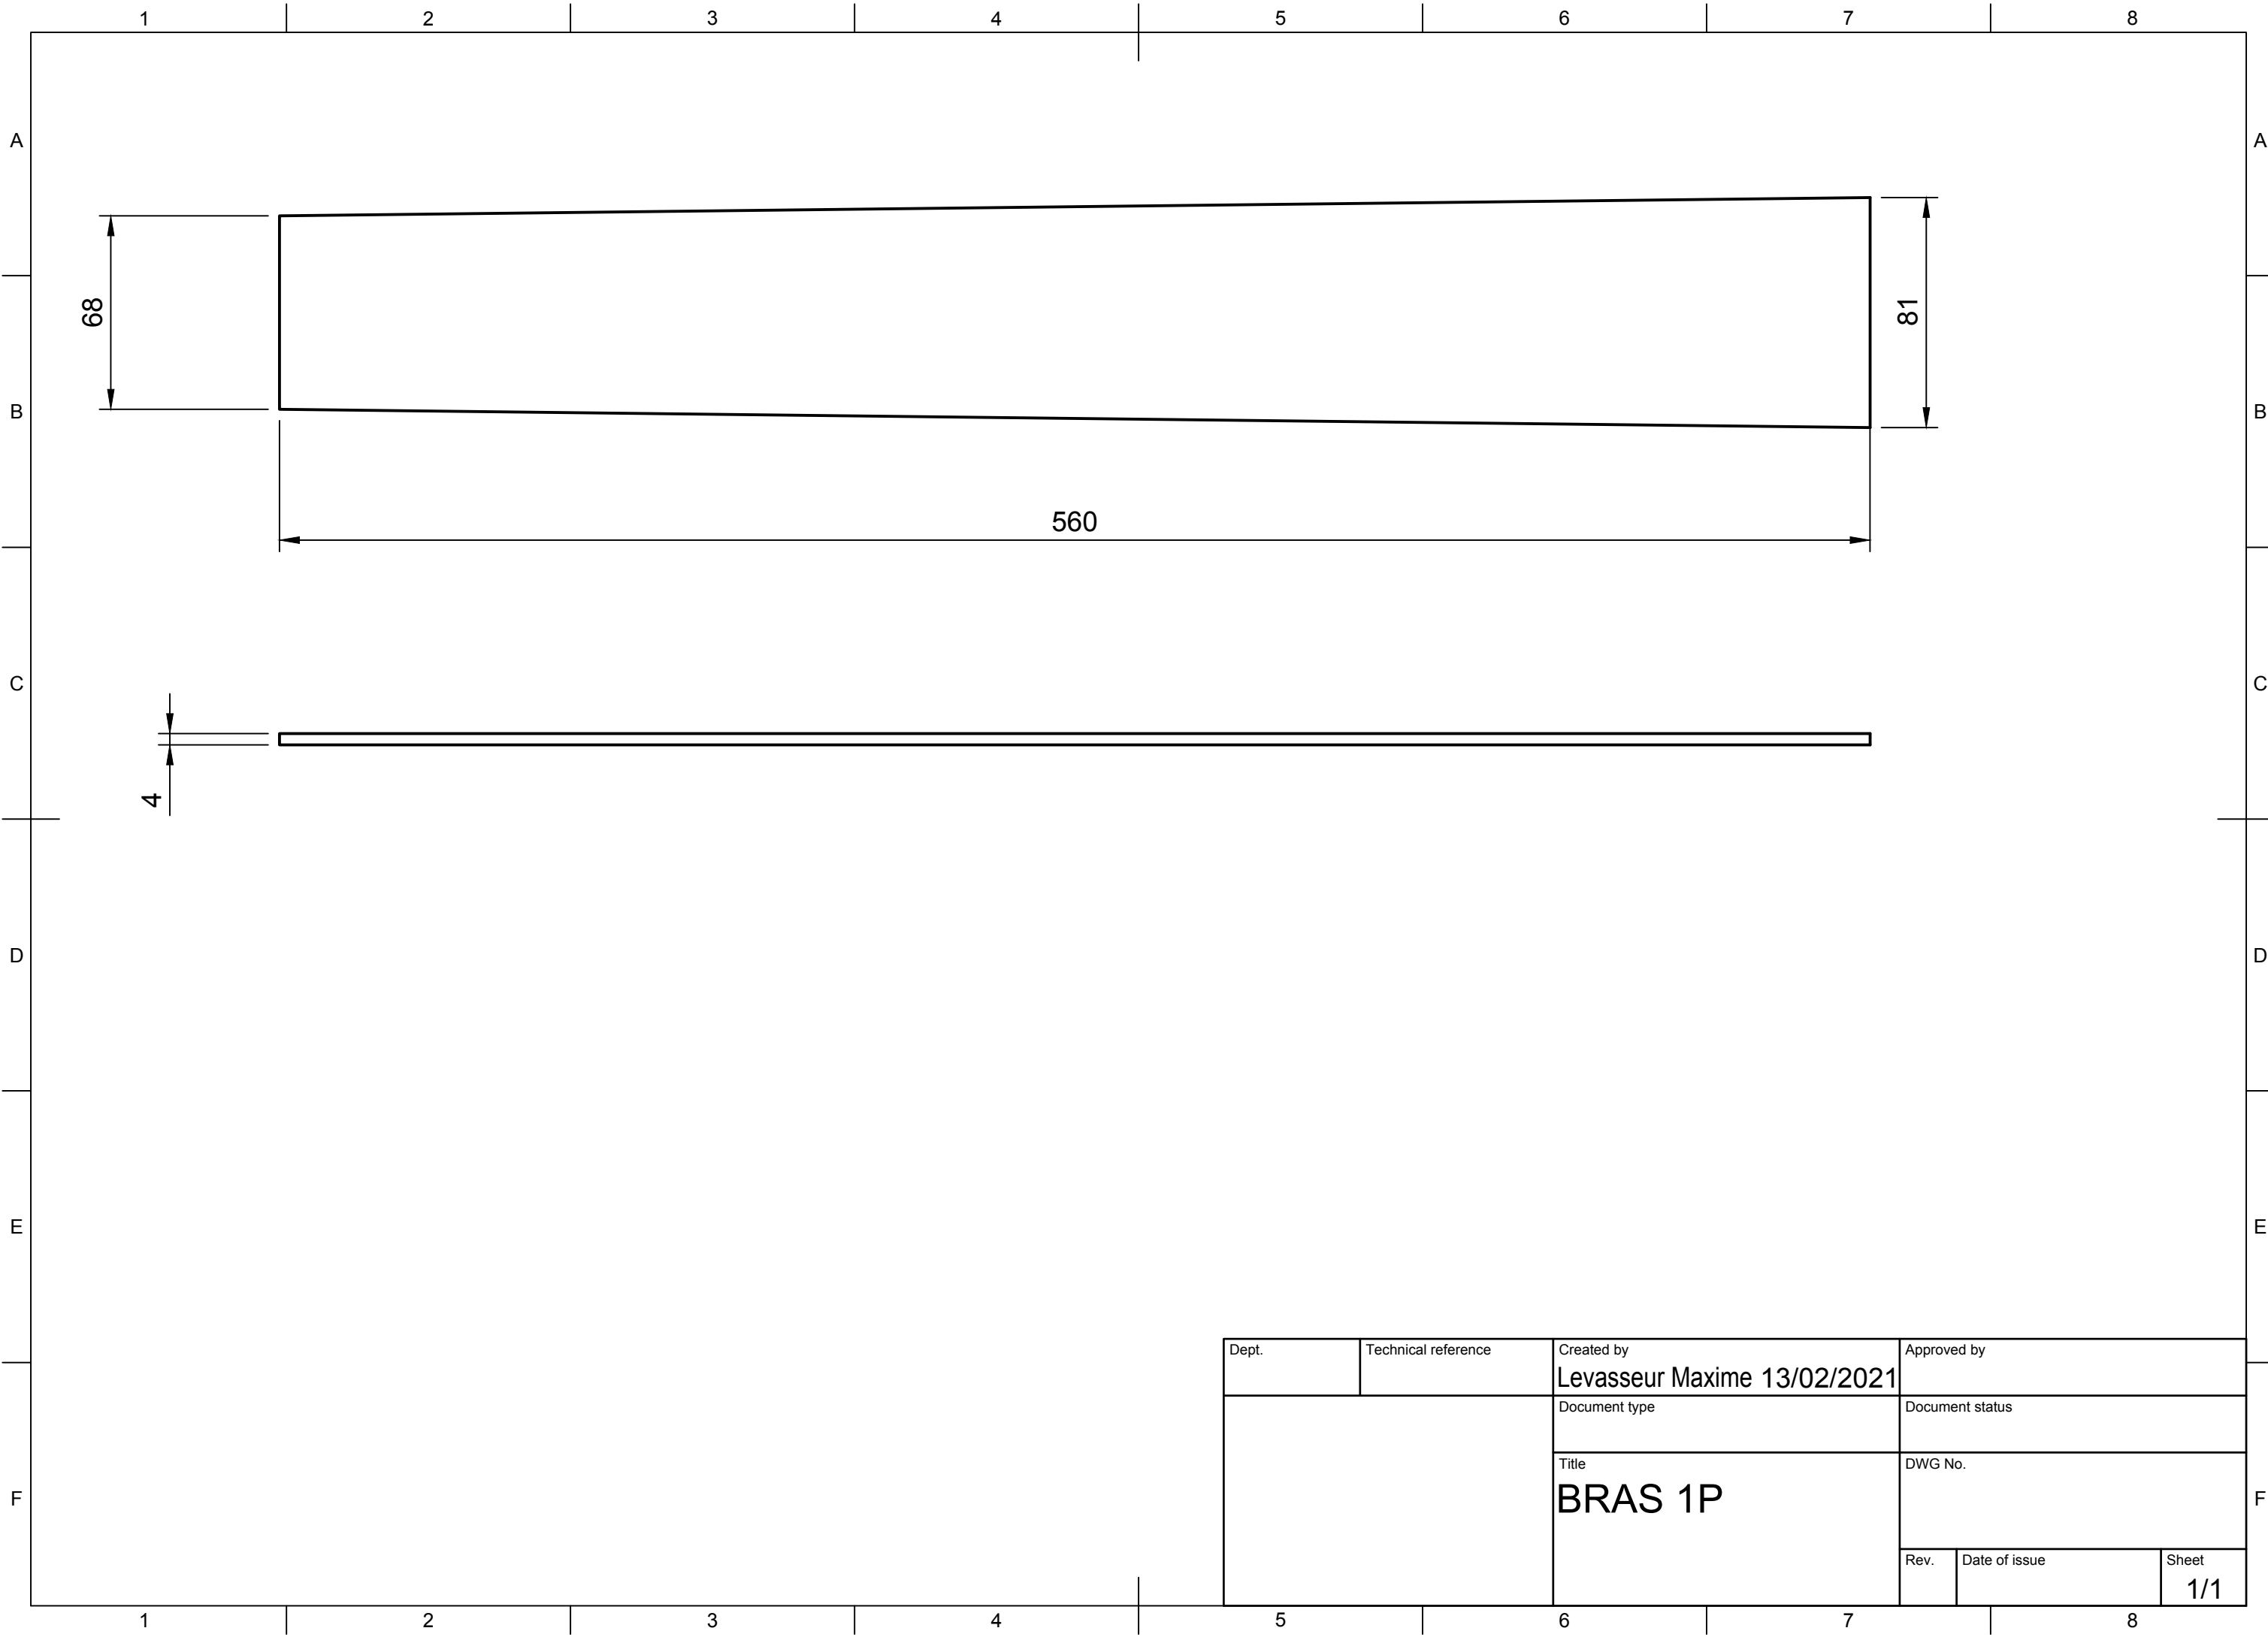 1 2 3 4 5 6 7 8
A A
68 81
B B
560
C C
4
D D
E E
Dept. Technical reference Created by Approved by
Levasseur Maxime 13/02/2021
Document type Document status
Title DWG No.
F BRAS 1P F
Rev. Date of issue Sheet
1/1
1 2 3 4 5 6 7 8